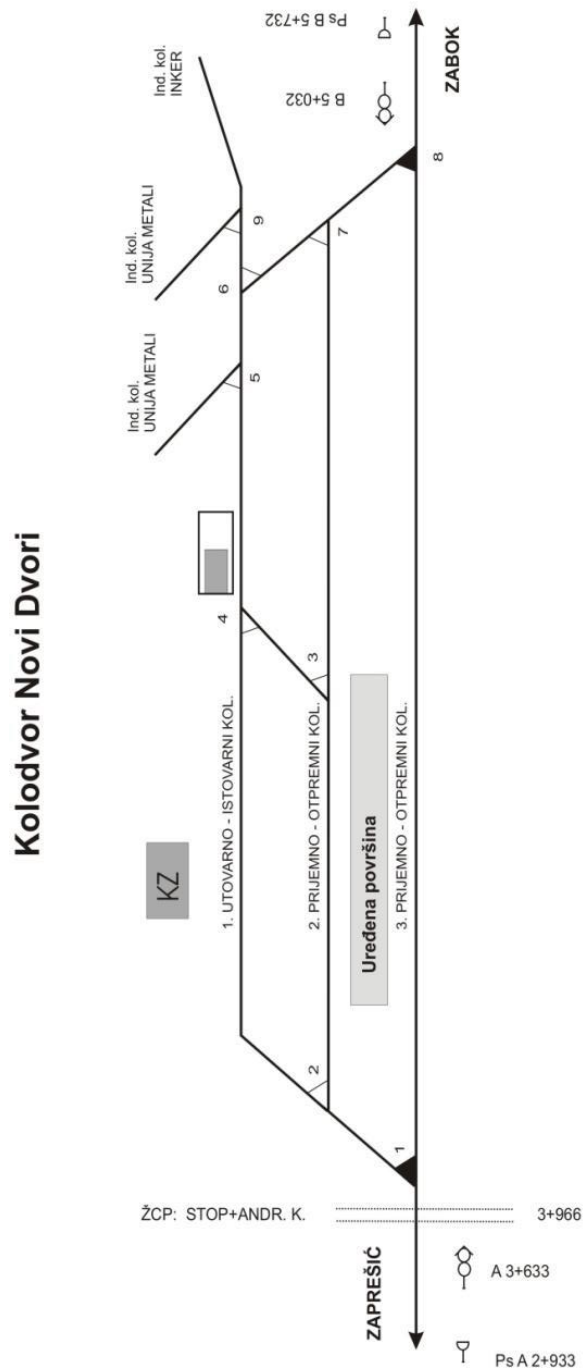 Kolodvor Novi Dvori
Ind. kol.
UNIJA METALI
Ind. kol.
UNIJA METALI
Ind. kol.
INKER
KZ
4
5
6
9
1. UTOVARNO - ISTOVARNI KOL.
2
3
7
2. PRIJEMNO - OTPREMNI KOL.
Uređena površina
B 5+032
Ps B 5+732
1
3. PRIJEMNO - OTPREMNI KOL.
8
ŽCP: STOP+ANDR. K.
3+966
ZAPREŠIĆ
ZABOK
A 3+633
Ps A 2+933